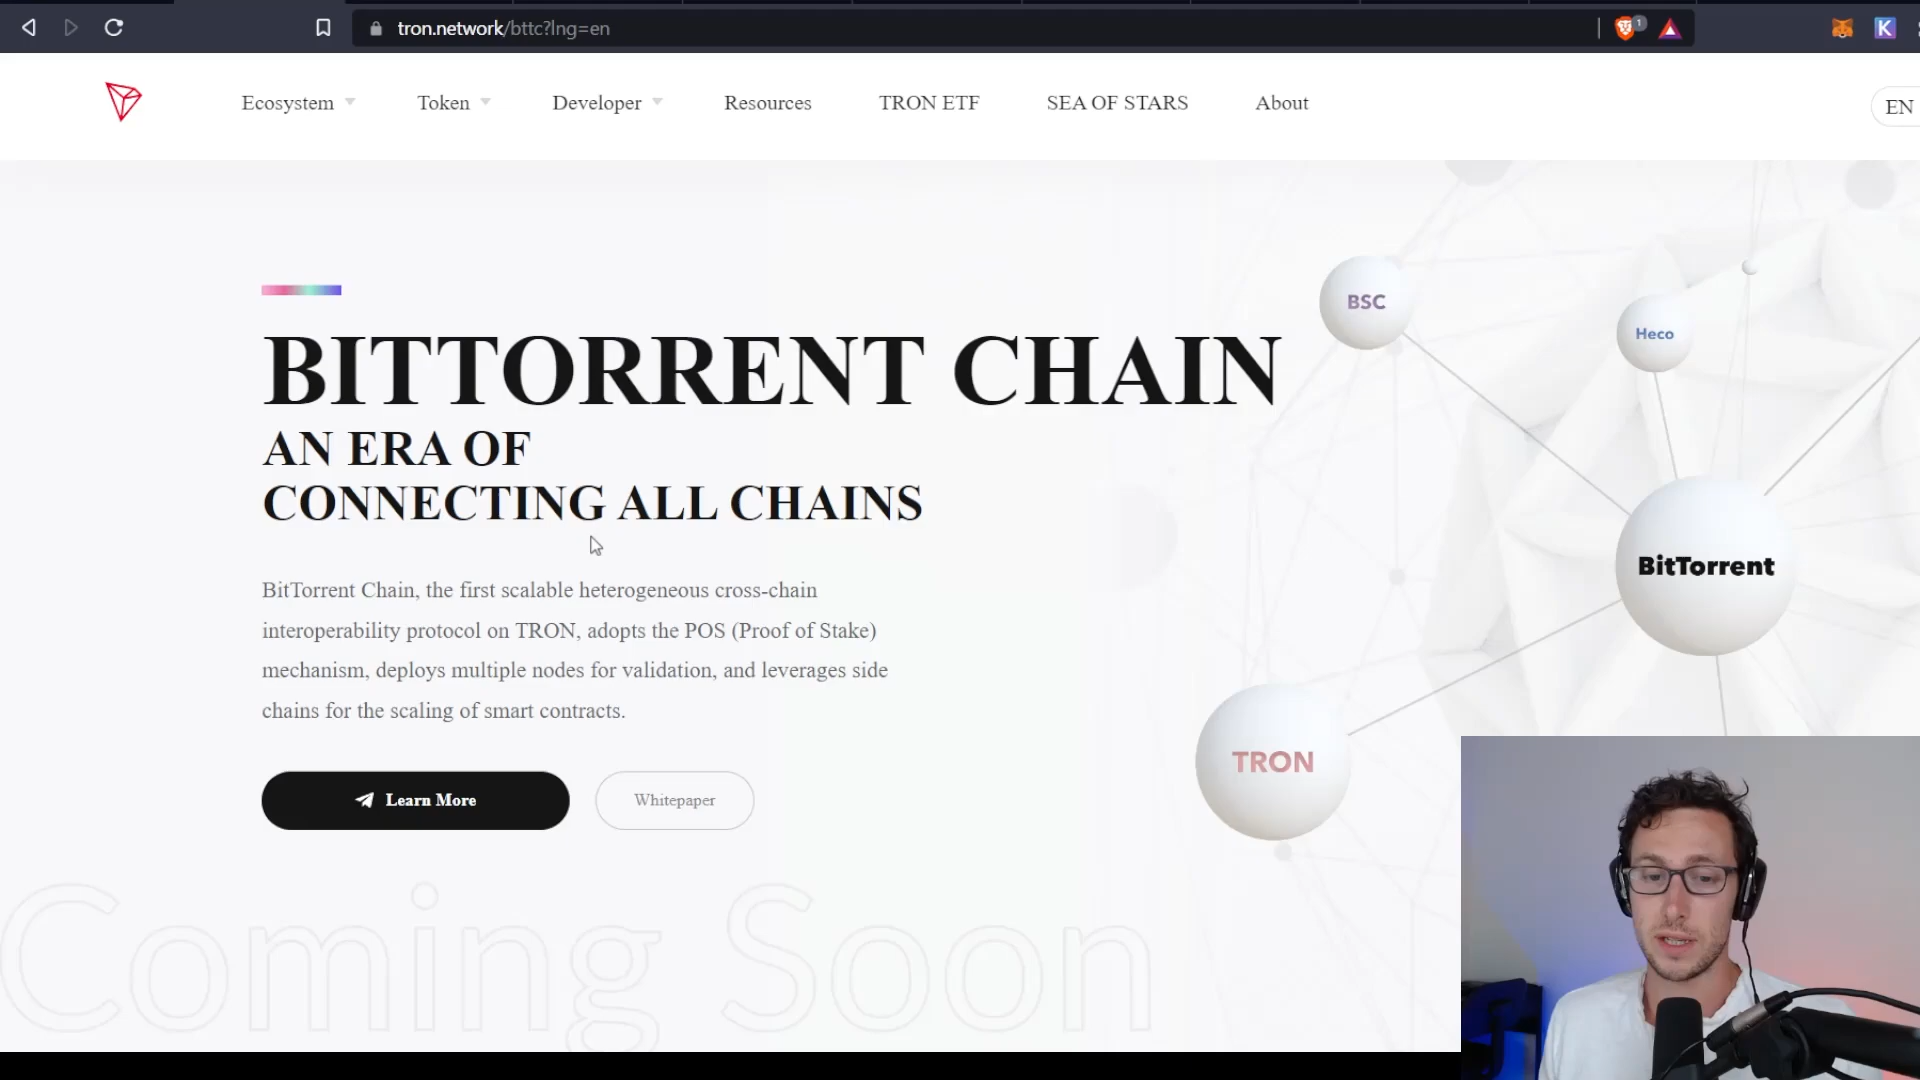 tron.network/bttc?lng=en
1
K
Ecosystem
Token
Developer
Resources
TRON ETF
SEA OF STARS
About
EN
BITTORRENT CHAIN
AN ERA OF
CONNECTING ALL CHAINS
BitTorrent Chain, the first scalable heterogeneous cross-chain
interoperability protocol on TRON, adopts the POS (Proof of Stake)
mechanism, deploys multiple nodes for validation, and leverages side
chains for the scaling of smart contracts.
Learn More
Whitepaper
BSC
Heco
BitTorrent
TRON
Coming Soon